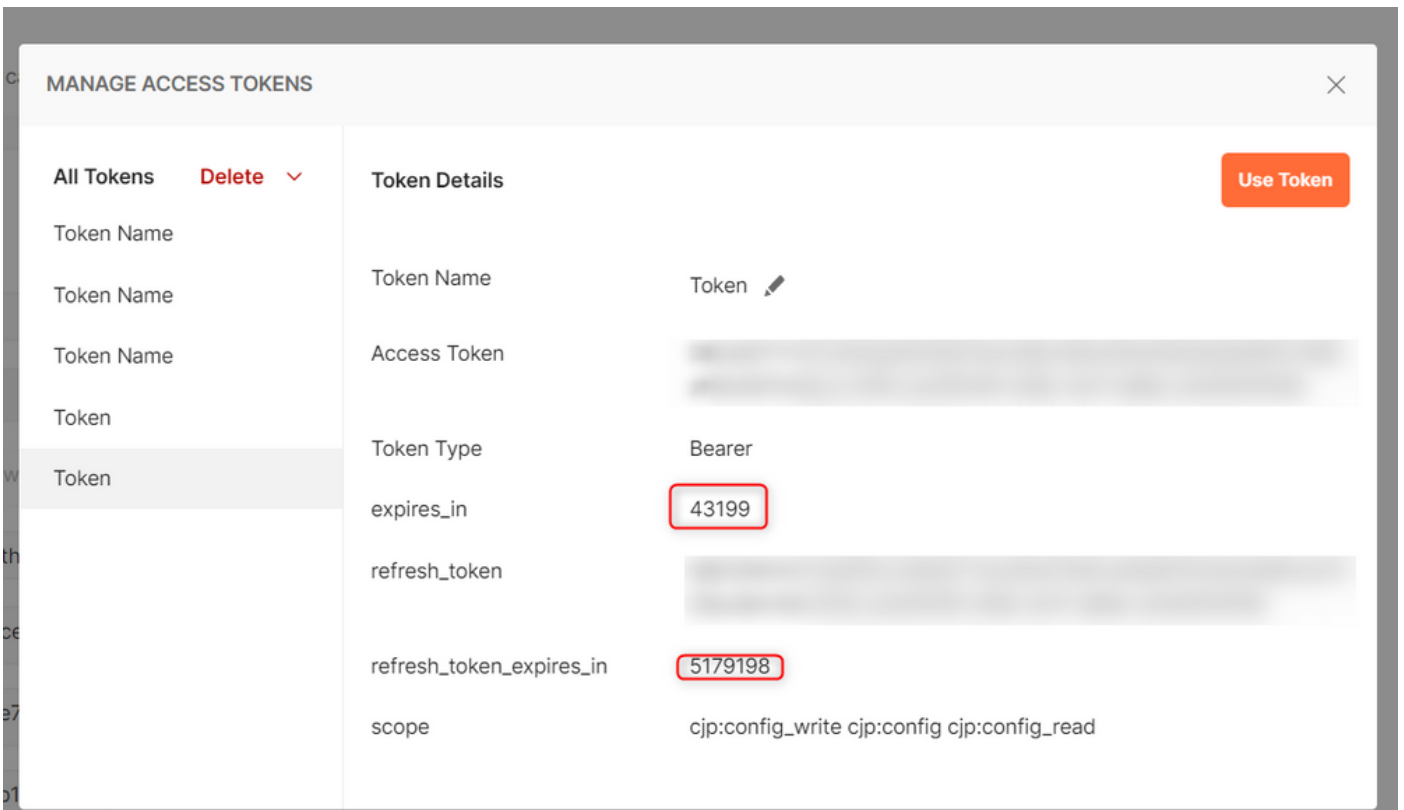 MANAGE ACCESS TOKENS
All Tokens Delete
Token Name
Token Name
Token Name
Token
Token
Token Details
Use Token
Token Name Token
Access Token
Token Type Bearer
expires_in 43199
refresh_token
refresh_token_expires_in 5179198
scope cjp:config_write cjp:config cjp:config_read